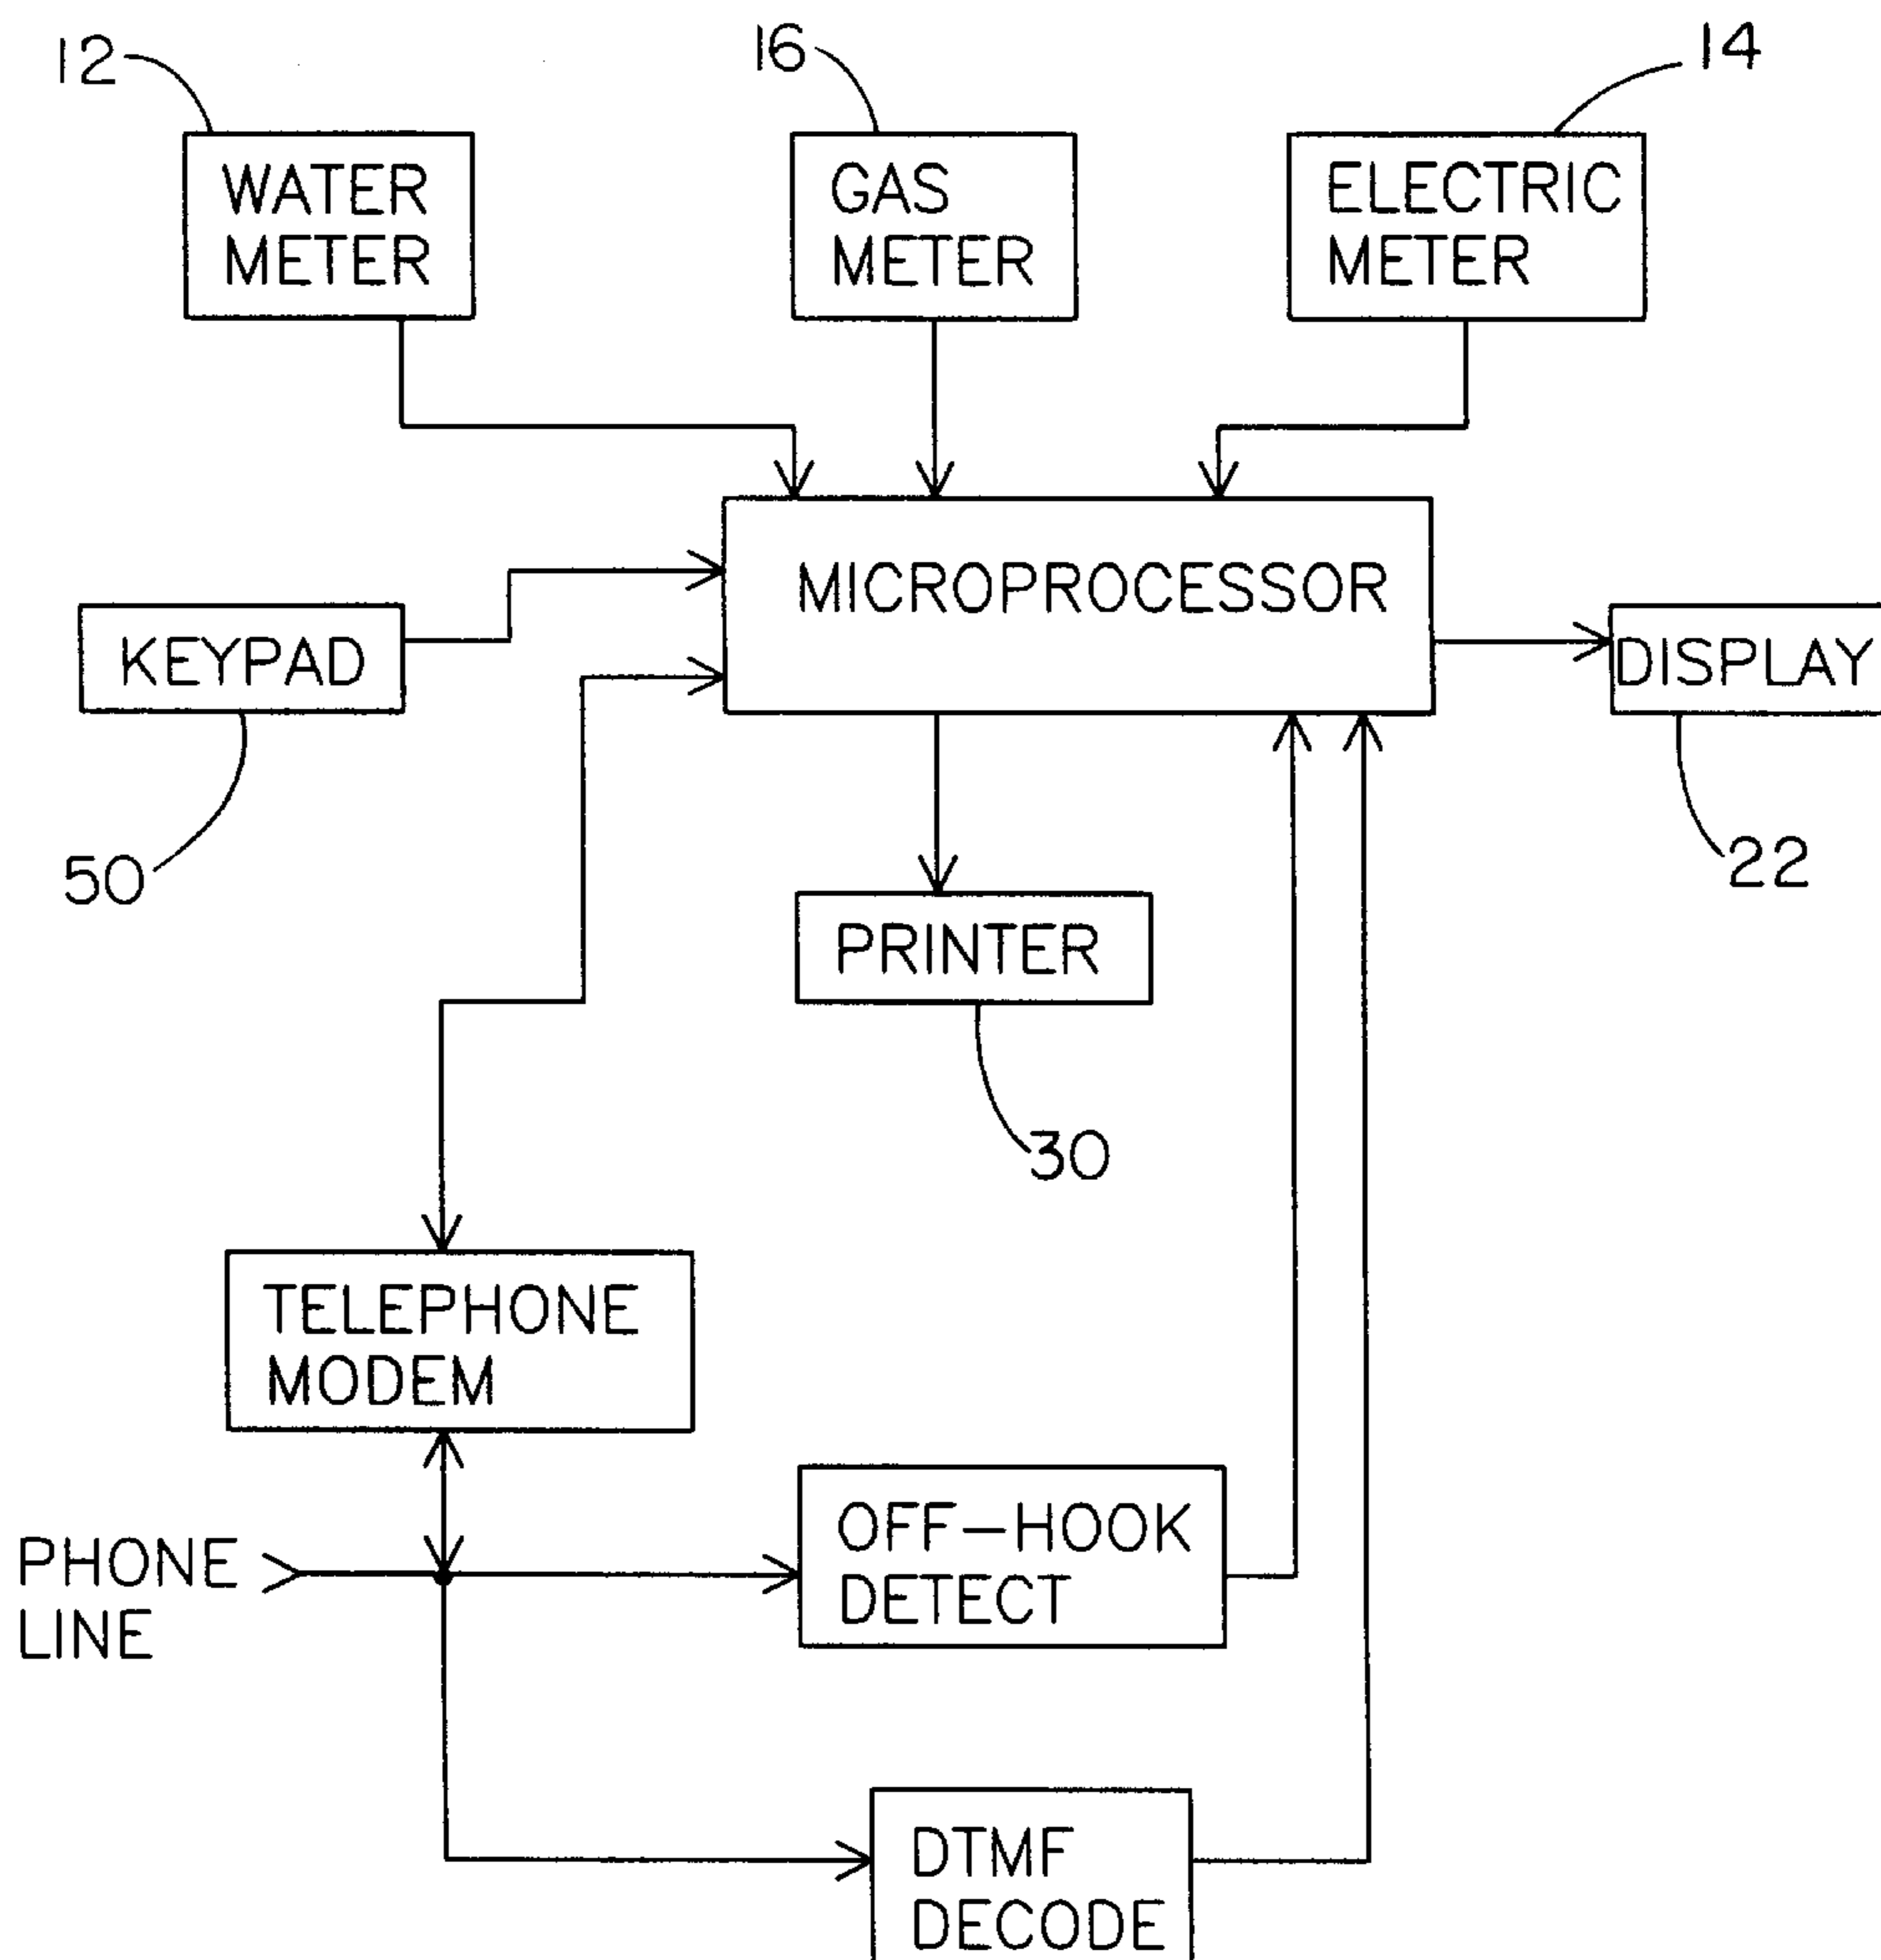 12
16
14
WATER
METER
GAS
METER
ELECTRIC
METER
MICROPROCESSOR
KEYPAD
DISPLAY
50
22
PRINTER
30
TELEPHONE
MODEM
OFF-HOOK
DETECT
PHONE
LINE
DTMF
DECODE